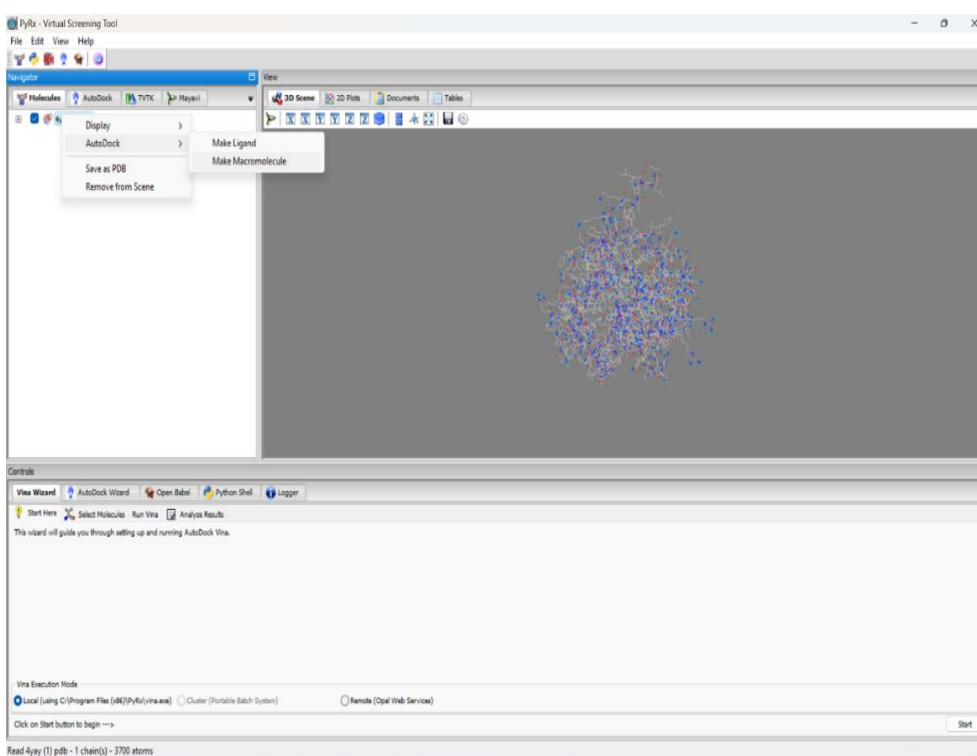 PyRx - Virtual Screening Tool
File Edit View Help
Navigator
View
Molecules AutoDock TVTK Mayavi
3D Scene 2D Plots Documents Tables
Display
AutoDock
Make Ligand
Make Macromolecule
Save as PDB
Remove from Scene
Controls
Vina Wizard AutoDock Wizard Open Babel Python Shell Logger
Start Here Select Molecules Run Vina Analyze Results
This wizard will guide you through setting up and running AutoDock Vina.
Vina Execution Mode
Local (using C:\Program Files (x86)\PyRx\vina.exe) Cluster (Portable Batch System) Remote (Opal Web Services)
Click on Start button to begin --->
Start
Read 4yay (1) pdb - 1 chain(s) - 3700 atoms